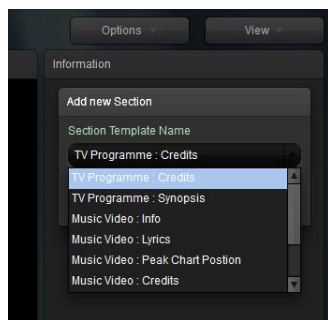 Options
View
Information
Add new Section
Section Template Name
TV Programme : Credits
TV Programme : Credits
TV Programme : Synopsis
Music Video : Info
Music Video : Lyrics
Music Video : Peak Chart Postion
Music Video : Credits